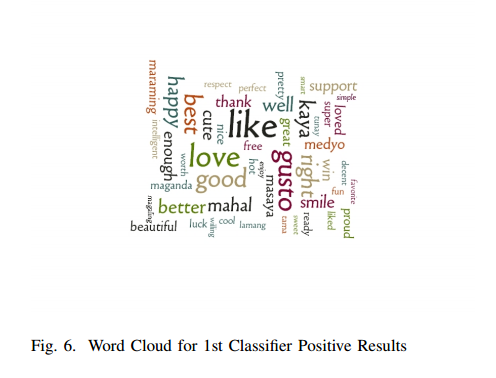 maraming
happy
respect
perfect
pretty
smart
support
simple
best
thank
well
kaya
super
loved
intelligent
enough
cute
nice
like
great
tunay
free
medyo
worth
love
hot
enjoy
gusto
right
win
decent
favorite
maganda
good
masaya
fun
magiling
better
mahal
smile
beautiful
luck
willing
cool
lamang
tama
sweet
ready
liked
proud
Fig. 6. Word Cloud for 1st Classifier Positive Results